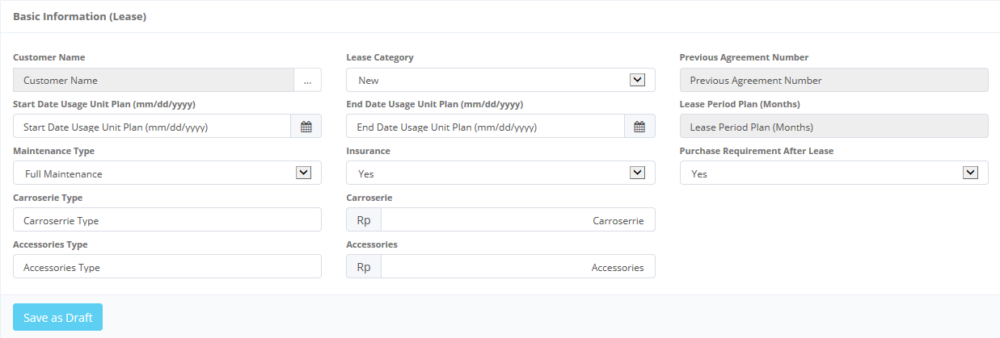 Basic Information (Lease)
Customer Name
Lease Category
Previous Agreement Number
Customer Name
...
New
Previous Agreement Number
Start Date Usage Unit Plan (mm/dd/yyyy)
End Date Usage Unit Plan (mm/dd/yyyy)
Lease Period Plan (Months)
Start Date Usage Unit Plan (mm/dd/yyyy)
End Date Usage Unit Plan (mm/dd/yyyy)
Lease Period Plan (Months)
Maintenance Type
Insurance
Purchase Requirement After Lease
Full Maintenance
Yes
Yes
Carroserie Type
Carroserie
Carroserrie Type
Rp
Carroserrie
Accessories Type
Accessories
Accessories Type
Rp
Accessories
Save as Draft